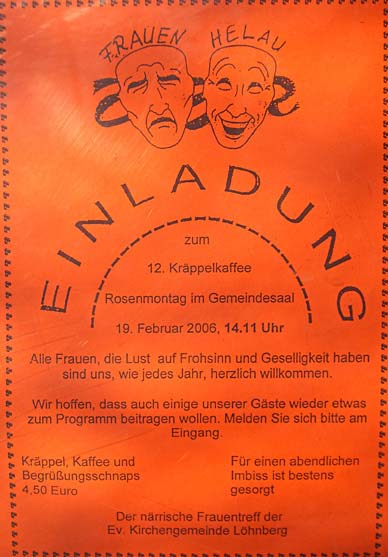 FRAUEN HELAU
EINLADUNG
zum
12. Kräppelkaffee
Rosenmontag im Gemeindesaal
19. Februar 2006, 14.11 Uhr
Alle Frauen, die Lust auf Frohsinn und Geselligkeit haben
sind uns, wie jedes Jahr, herzlich willkommen.
Wir hoffen, dass auch einige unserer Gäste wieder etwas
zum Programm beitragen wollen. Melden Sie sich bitte am
Eingang.
Kräppel, Kaffee und
Begrüßungsschnaps
4,50 Euro
Für einen abendlichen
Imbiss ist bestens
gesorgt
Der närrische Frauentreff der
Ev. Kirchengemeinde Löhnberg